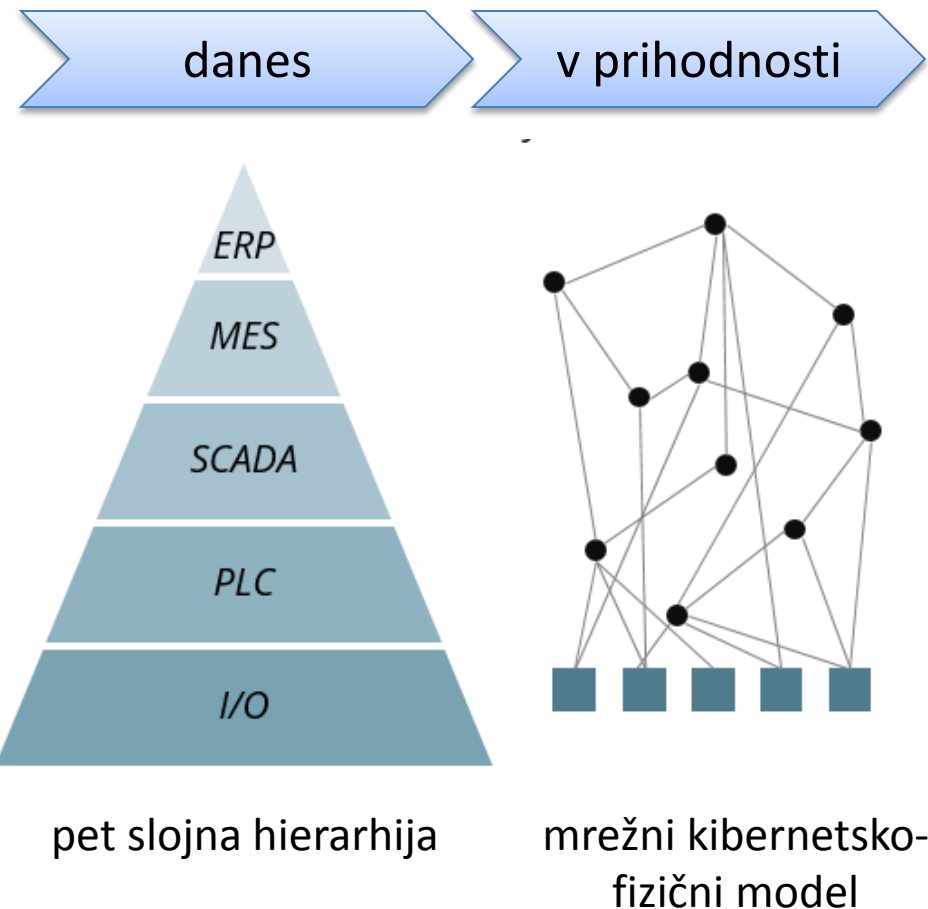 danes
v prihodnosti
ERP
MES
SCADA
PLC
I/O
pet slojna hierarhija
mrežni kibernetsko-
fizični model